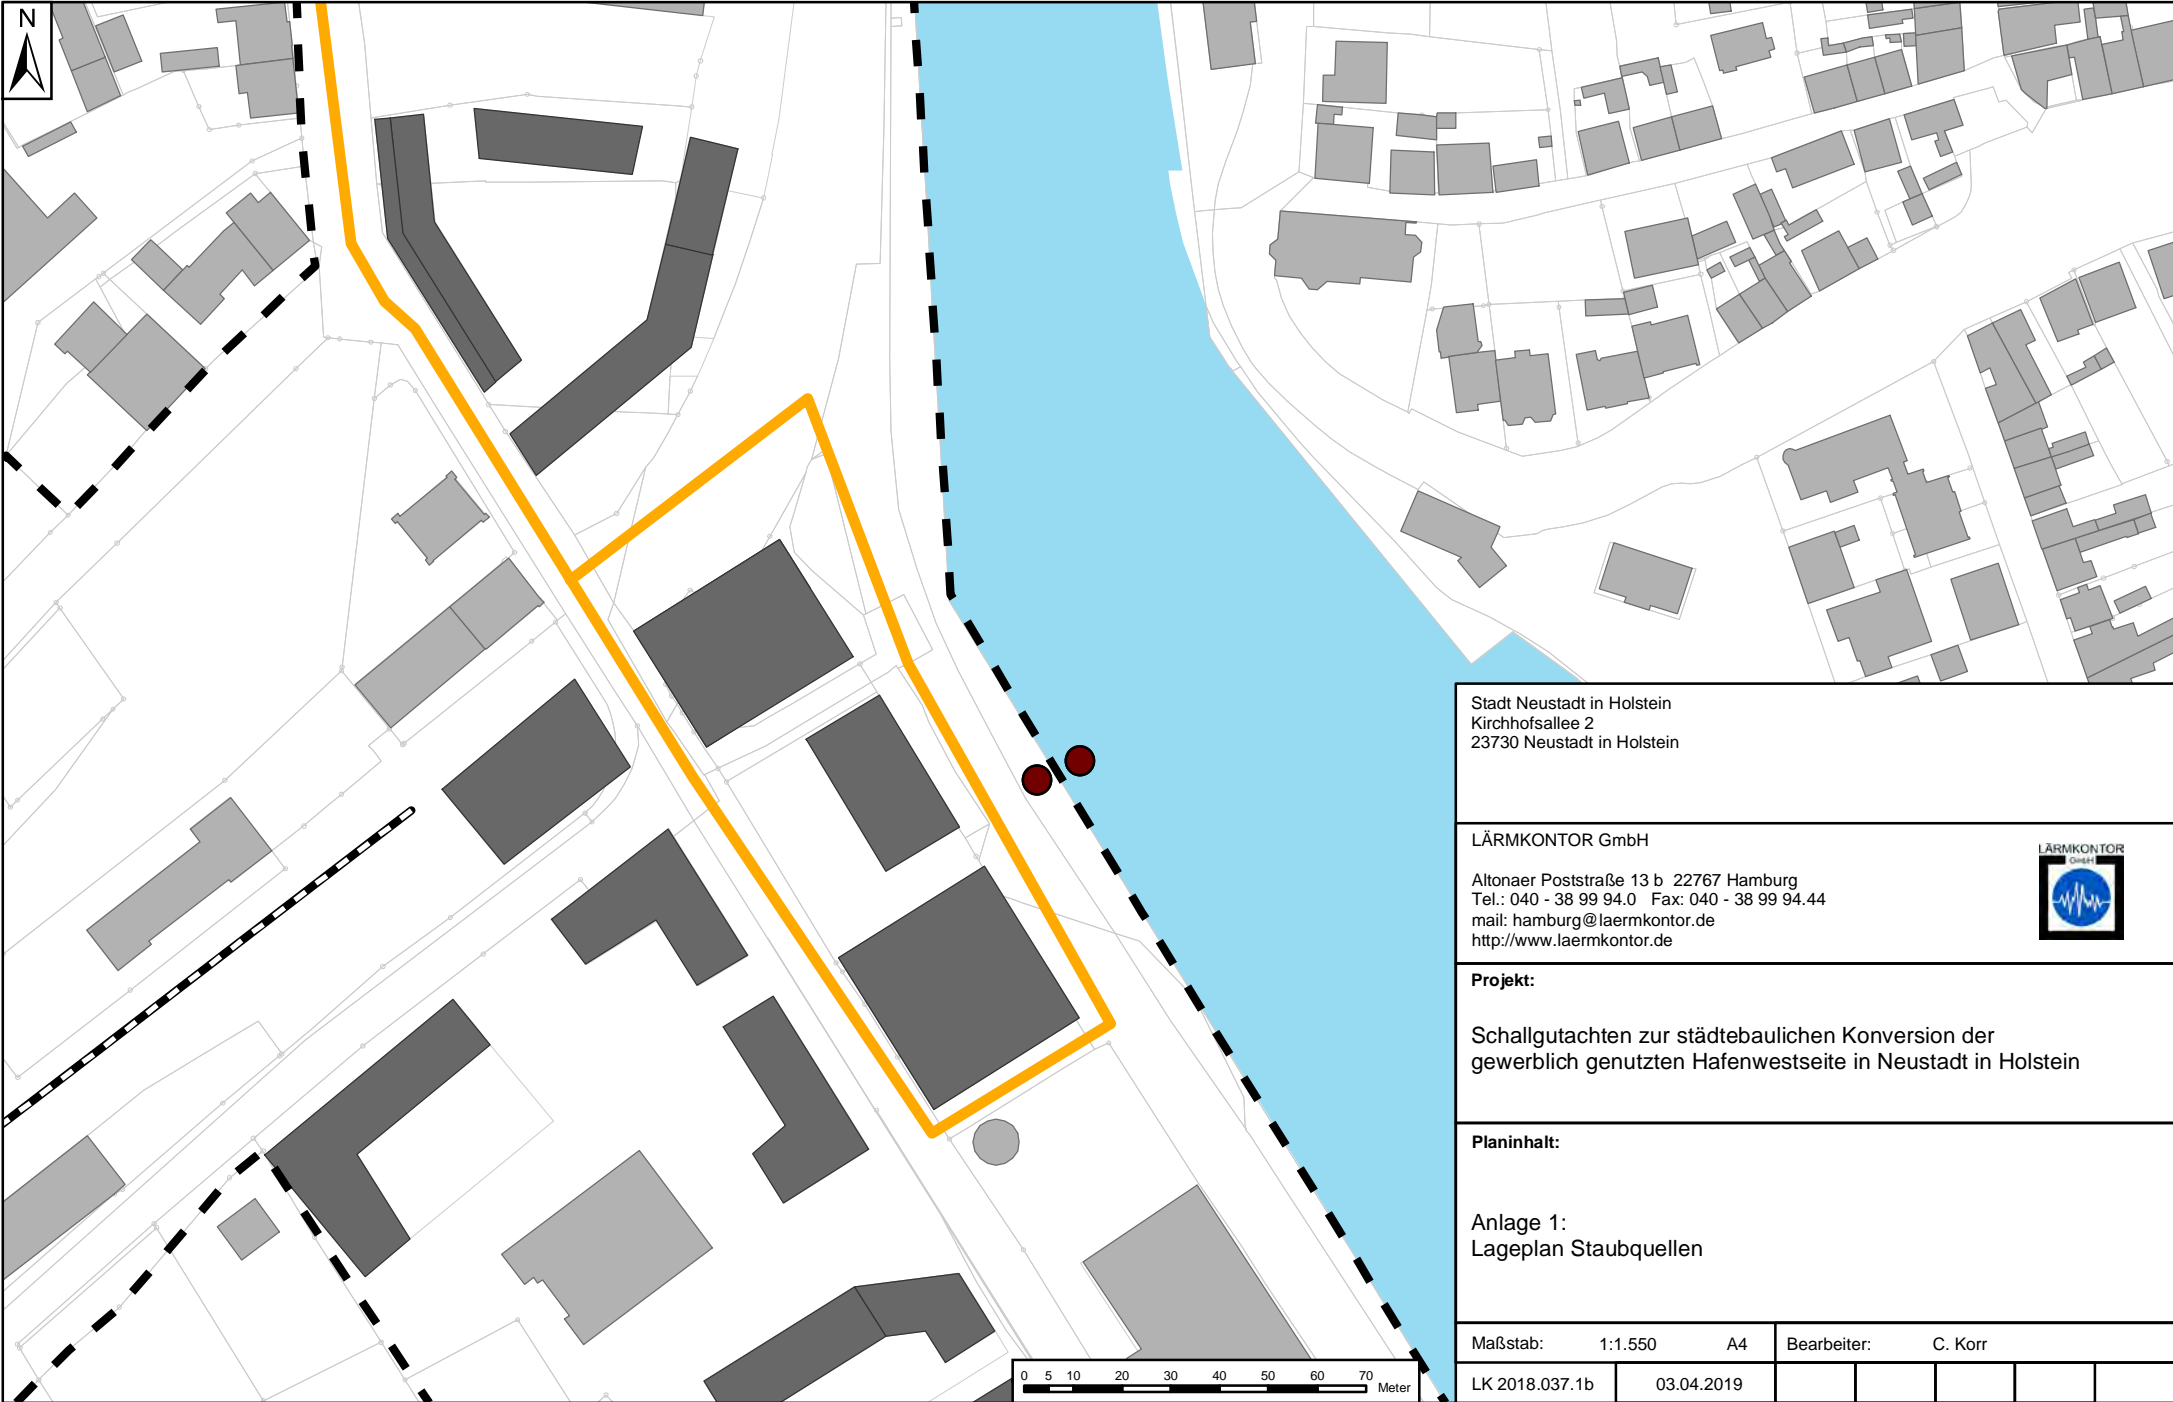 N
Stadt Neustadt in Holstein
Kirchhofsallee 2
23730 Neustadt in Holstein
LÄRMKONTOR GmbH
Altonaer Poststraße 13 b 22767 Hamburg
Tel.: 040 - 38 99 94.0 Fax: 040 - 38 99 94.44
mail: hamburg@laermkontor.de
http://www.laermkontor.de
LÄRMKONTOR
GmbH
Projekt:
Schallgutachten zur städtebaulichen Konversion der
gewerblich genutzten Hafenwestseite in Neustadt in Holstein
Planinhalt:
Anlage 1:
Lageplan Staubquellen
Maßstab: 1:1.550 A4 Bearbeiter: C. Korr
LK 2018.037.1b 03.04.2019
0 5 10 20 30 40 50 60 70 Meter